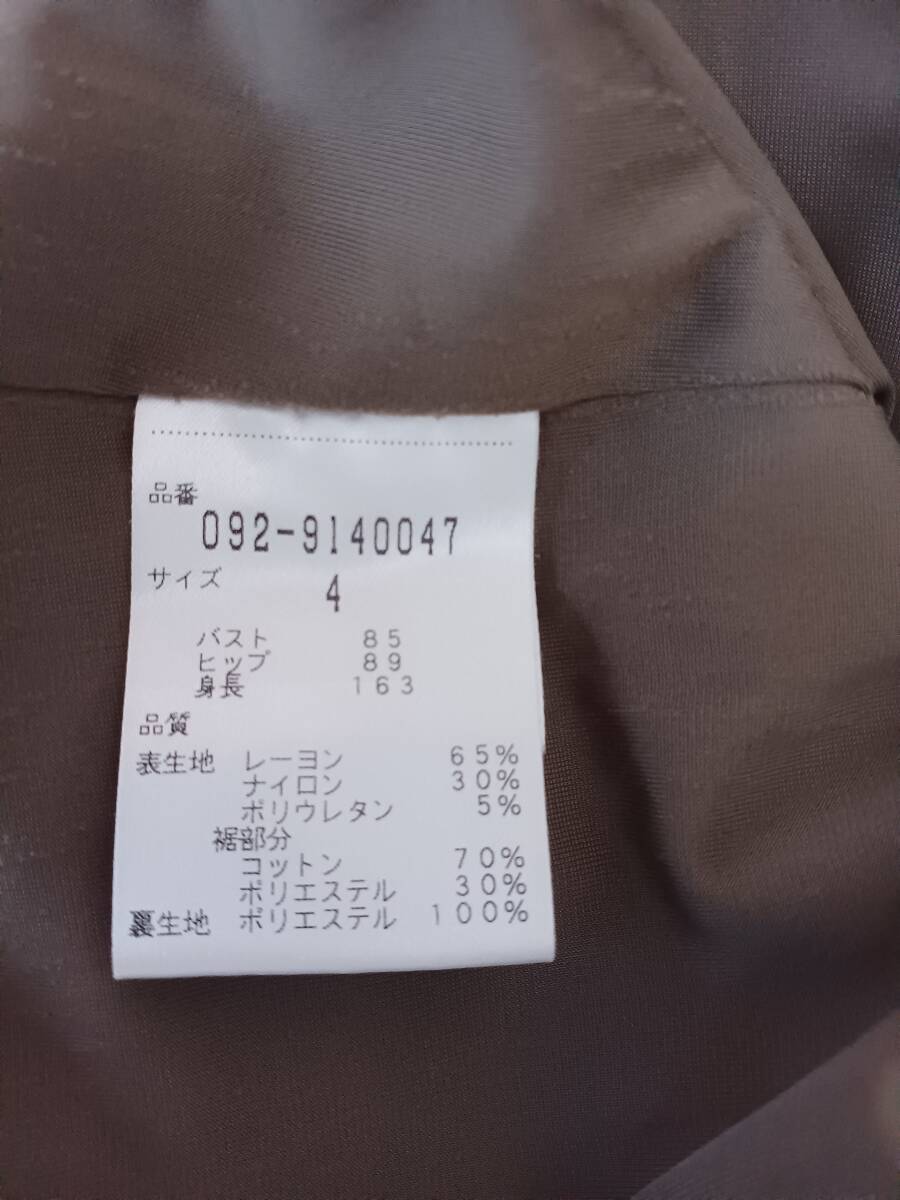 品番
092-9140047
サイズ
4
バスト 85
ヒップ 89
身長 163
品質
表生地 レーヨン 65%
ナイロン 30%
ポリウレタン 5%
裾部分
コットン 70%
ポリエステル 30%
裏生地 ポリエステル 100%